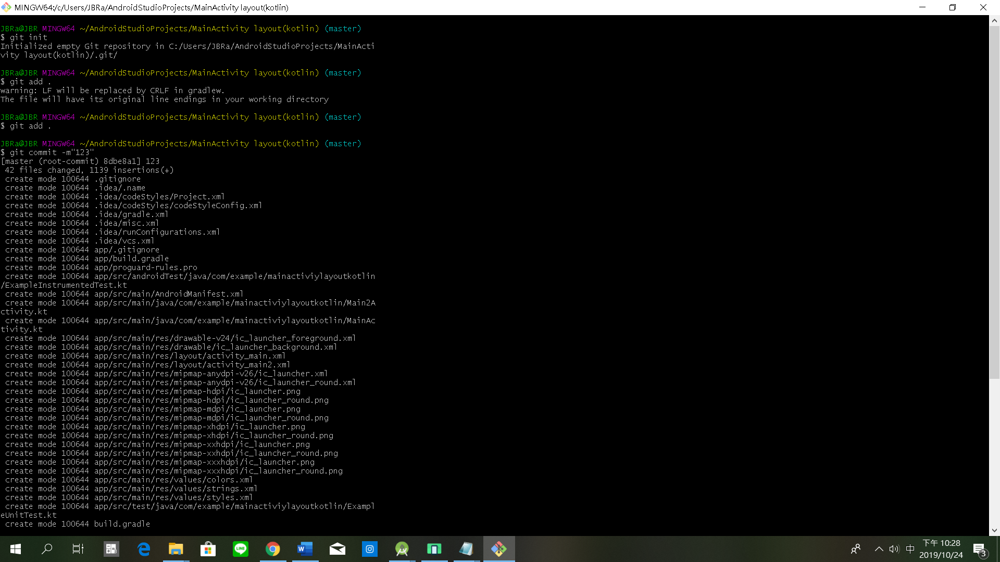 MINGW64:/c/Users/JBRa/AndroidStudioProjects/MainActivity layout(kotlin)
JBRa@JBR MINGW64 ~/AndroidStudioProjects/MainActivity layout(kotlin) (master)
$ git init
Initialized empty Git repository in C:/Users/JBRa/AndroidStudioProjects/MainActi
vity layout(kotlin)/.git/
JBRa@JBR MINGW64 ~/AndroidStudioProjects/MainActivity layout(kotlin) (master)
$ git add .
warning: LF will be replaced by CRLF in gradlew.
The file will have its original line endings in your working directory
JBRa@JBR MINGW64 ~/AndroidStudioProjects/MainActivity layout(kotlin) (master)
$ git add .
JBRa@JBR MINGW64 ~/AndroidStudioProjects/MainActivity layout(kotlin) (master)
$ git commit -m"123"
[master (root-commit) 8dbe8a1] 123
 42 files changed, 1139 insertions(+)
 create mode 100644 .gitignore
 create mode 100644 .idea/.name
 create mode 100644 .idea/codeStyles/Project.xml
 create mode 100644 .idea/codeStyles/codeStyleConfig.xml
 create mode 100644 .idea/gradle.xml
 create mode 100644 .idea/misc.xml
 create mode 100644 .idea/runConfigurations.xml
 create mode 100644 .idea/vcs.xml
 create mode 100644 app/.gitignore
 create mode 100644 app/build.gradle
 create mode 100644 app/proguard-rules.pro
 create mode 100644 app/src/androidTest/java/com/example/mainactiviylayoutkotlin
/ExampleInstrumentedTest.kt
 create mode 100644 app/src/main/AndroidManifest.xml
 create mode 100644 app/src/main/java/com/example/mainactiviylayoutkotlin/Main2A
ctivity.kt
 create mode 100644 app/src/main/java/com/example/mainactiviylayoutkotlin/MainAc
tivity.kt
 create mode 100644 app/src/main/res/drawable-v24/ic_launcher_foreground.xml
 create mode 100644 app/src/main/res/drawable/ic_launcher_background.xml
 create mode 100644 app/src/main/res/layout/activity_main.xml
 create mode 100644 app/src/main/res/layout/activity_main2.xml
 create mode 100644 app/src/main/res/mipmap-anydpi-v26/ic_launcher.xml
 create mode 100644 app/src/main/res/mipmap-anydpi-v26/ic_launcher_round.xml
 create mode 100644 app/src/main/res/mipmap-hdpi/ic_launcher.png
 create mode 100644 app/src/main/res/mipmap-hdpi/ic_launcher_round.png
 create mode 100644 app/src/main/res/mipmap-mdpi/ic_launcher.png
 create mode 100644 app/src/main/res/mipmap-mdpi/ic_launcher_round.png
 create mode 100644 app/src/main/res/mipmap-xhdpi/ic_launcher.png
 create mode 100644 app/src/main/res/mipmap-xhdpi/ic_launcher_round.png
 create mode 100644 app/src/main/res/mipmap-xxhdpi/ic_launcher.png
 create mode 100644 app/src/main/res/mipmap-xxhdpi/ic_launcher_round.png
 create mode 100644 app/src/main/res/mipmap-xxxhdpi/ic_launcher.png
 create mode 100644 app/src/main/res/mipmap-xxxhdpi/ic_launcher_round.png
 create mode 100644 app/src/main/res/values/colors.xml
 create mode 100644 app/src/main/res/values/strings.xml
 create mode 100644 app/src/main/res/values/styles.xml
 create mode 100644 app/src/test/java/com/example/mainactiviylayoutkotlin/Exampl
eUnitTest.kt
 create mode 100644 build.gradle
LINE
W
中
下午 10:28
2019/10/24
3